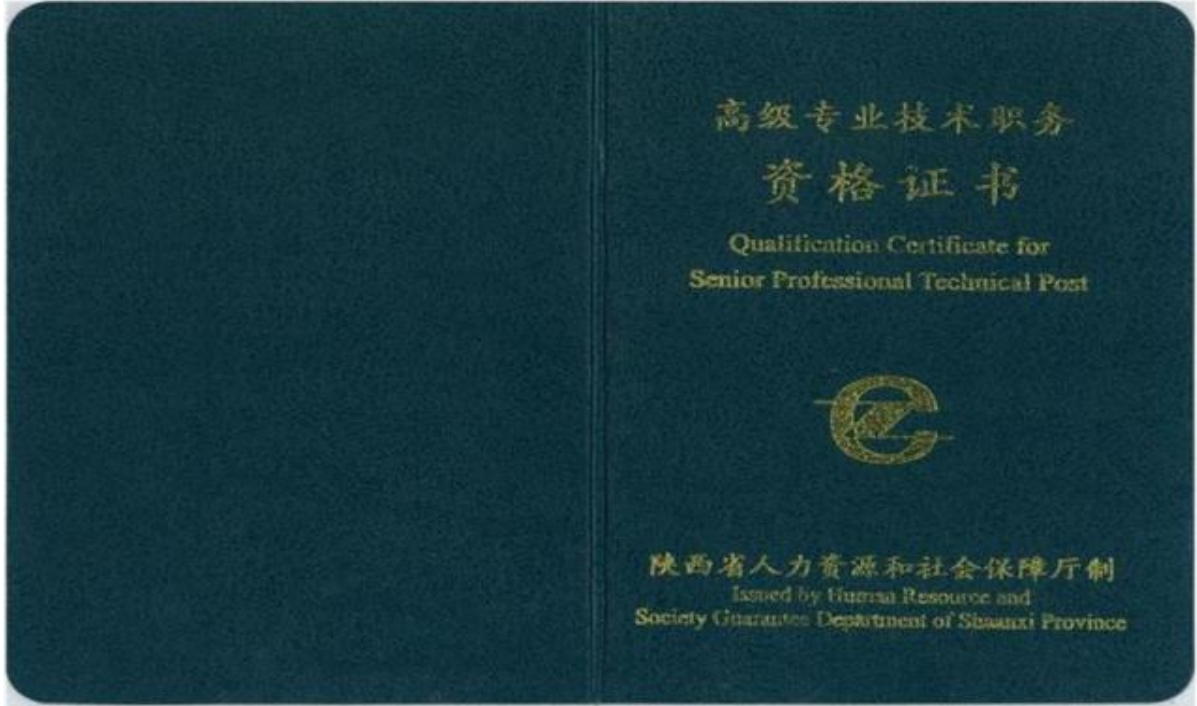 高级专业技术职务
资格证书
Qualification Certificate for
Senior Professional Technical Post
陕西省人力资源和社会保障厅制
Issued by Human Resource and
Society Guarantee Department of Shaanxi Province